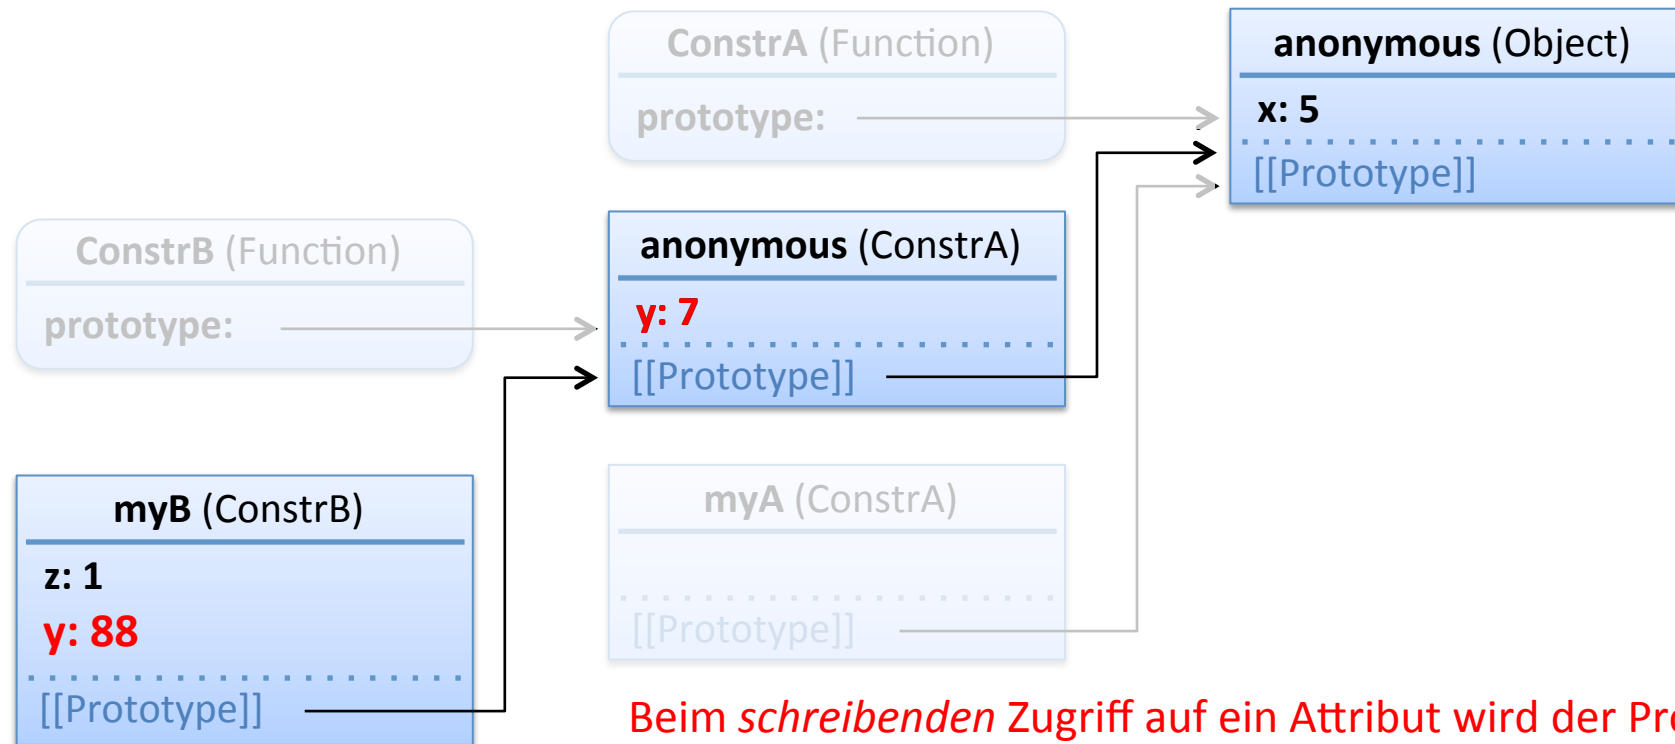 ConstrA (Function)
prototype:
anonymous (Object)
x: 5
[[Prototype]]
ConstrB (Function)
prototype:
anonymous (ConstrA)
y: 7
[[Prototype]]
myB (ConstrB)
z: 1
y: 88
[[Prototype]]
myA (ConstrA)
[[Prototype]]
Beim schreibenden Zugriff auf ein Attribut wird der